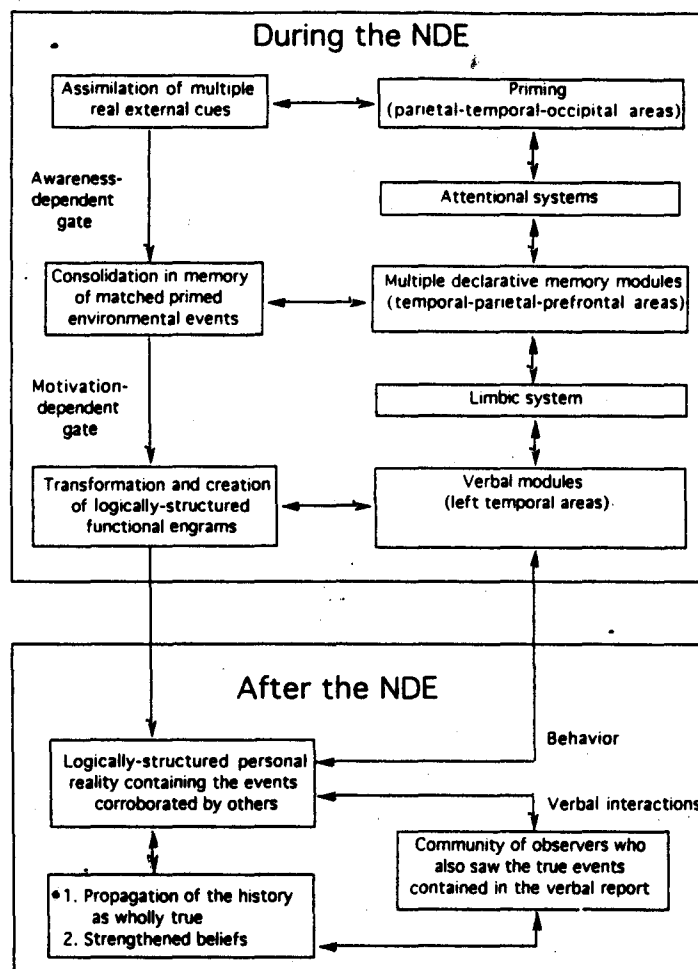 During the NDE
Assimilation of multiple
real external cues
Priming
(parietal-temporal-occipital areas)
Awareness-
dependent
gate
Attentional systems
Consolidation in memory
of matched primed
environmental events
Multiple declarative memory modules
(temporal-parietal-prefrontal areas)
Motivation-
dependent
gate
Limbic system
Transformation and creation
of logically-structured
functional engrams
Verbal modules
(left temporal areas)
After the NDE
Behavior
Logically-structured personal
reality containing the events
corroborated by others
Verbal interactions
Community of observers who
also saw the true events
contained in the verbal report
1. Propagation of the history
as wholly true
2. Strengthened beliefs